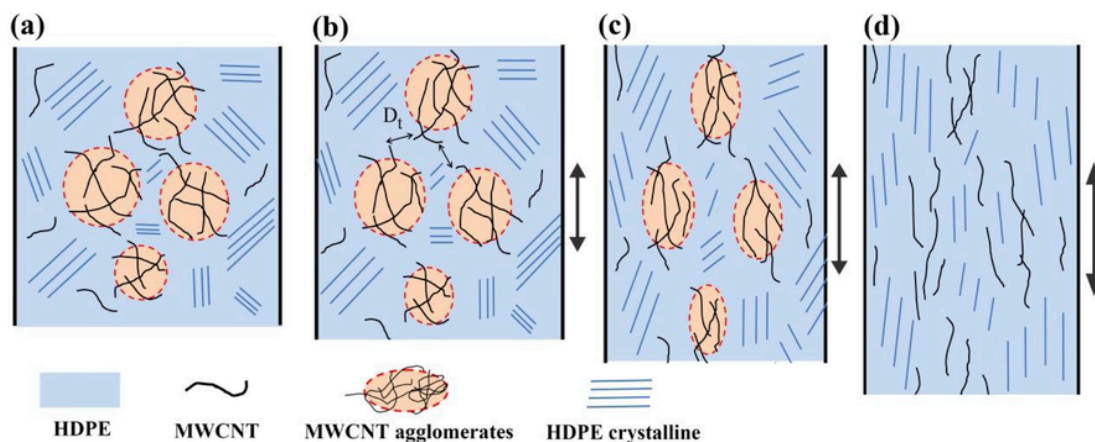 (a)
(b)
(c)
(d)
Dt
HDPE
MWCNT
MWCNT agglomerates
HDPE crystalline